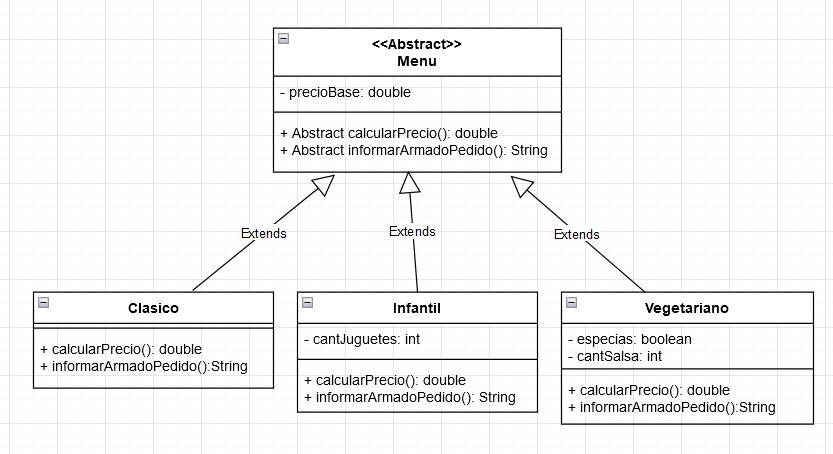 <<Abstract>>
Menu
- precioBase: double
+ Abstract calcularPrecio(): double
+ Abstract informarArmadoPedido(): String
Extends
Extends
Extends
Clasico
+ calcularPrecio(): double
+ informarArmadoPedido():String
Infantil
- cantJuguetes: int
+ calcularPrecio(): double
+ informarArmadoPedido(): String
Vegetariano
- especias: boolean
- cantSalsa: int
+ calcularPrecio(): double
+ informarArmadoPedido():String